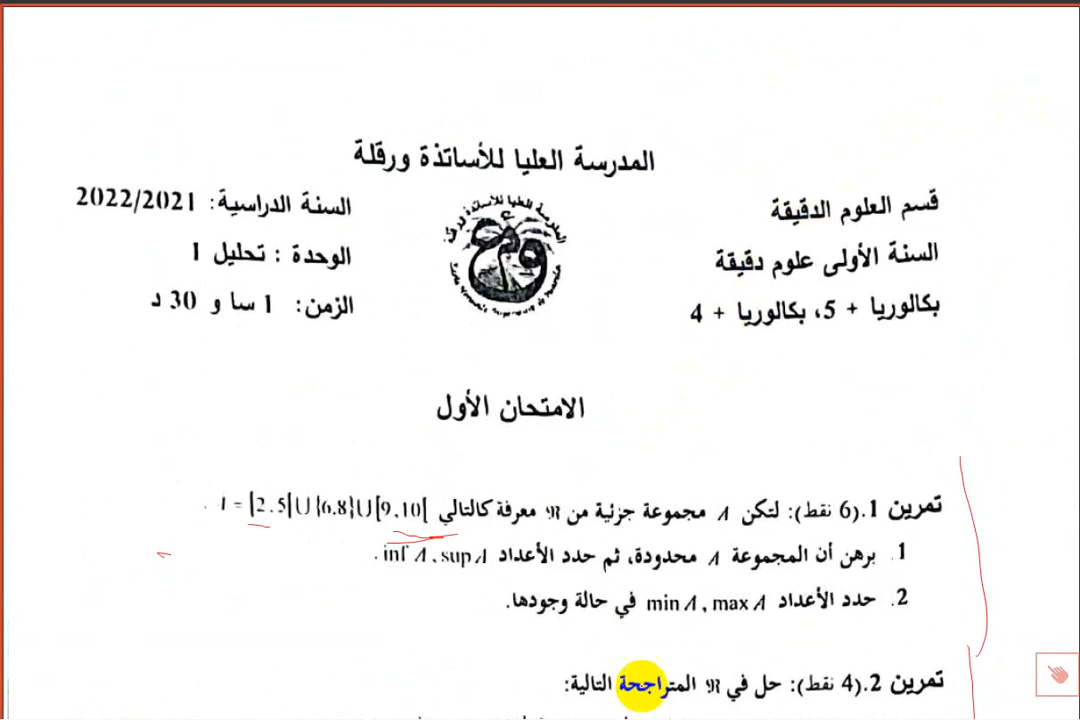 المدرسة العليا للأساتذة ورقلة
قسم العلوم الدقيقة
السنة الدراسية: 2022/2021
السنة الأولى علوم دقيقة
الوحدة : تحليل 1
بكالوريا + 5، بكالوريا + 4
الزمن: 1 سا و 30 د
الامتحان الأول
تمرين 1.(6 نقط): لتكن A مجموعة جزئية من ℜ معرفة كالتالي A = [2.5[∪{6.8}∪[9.10[ .
1. برهن أن المجموعة A محدودة، ثم حدد الأعداد inf A , sup A .
2. حدد الأعداد min A , max A في حالة وجودها.
تمرين 2.(4 نقط): حل في ℜ المتراجحة التالية: